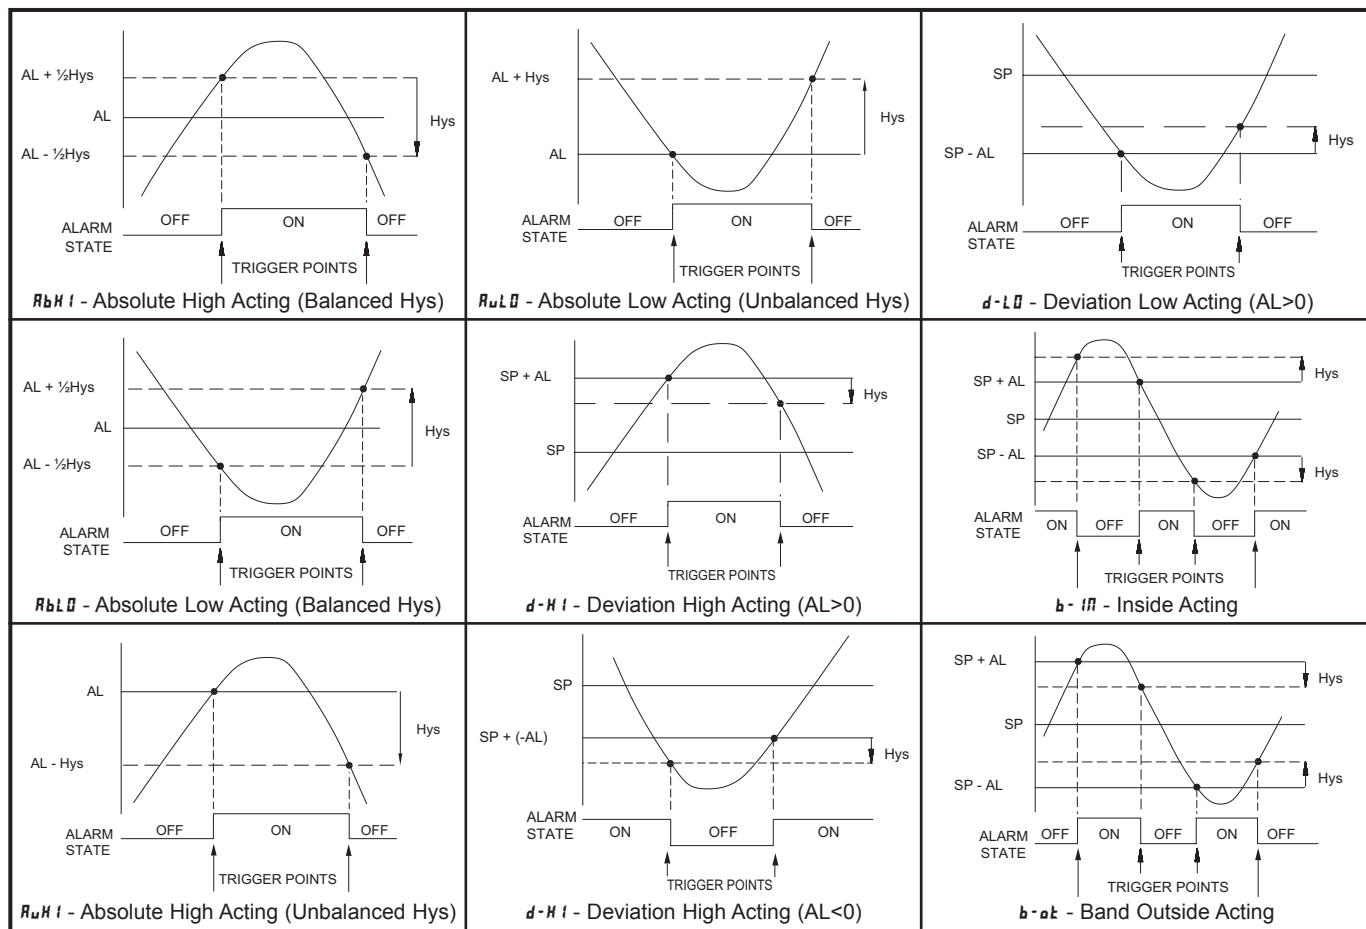 AL + ½Hys
AL
AL - ½Hys
Hys
OFF
ON
OFF
ALARM
STATE
TRIGGER POINTS
AbHI - Absolute High Acting (Balanced Hys)
AL + Hys
AL
Hys
OFF
ON
OFF
ALARM
STATE
TRIGGER POINTS
AuLO - Absolute Low Acting (Unbalanced Hys)
SP
SP - AL
Hys
OFF
ON
OFF
ALARM
STATE
TRIGGER POINTS
d-LO - Deviation Low Acting (AL>0)
AL + ½Hys
AL
AL - ½Hys
Hys
OFF
ON
OFF
ALARM
STATE
TRIGGER POINTS
AbLO - Absolute Low Acting (Balanced Hys)
SP + AL
Hys
SP
OFF
ON
OFF
ALARM
STATE
TRIGGER POINTS
d-HI - Deviation High Acting (AL>0)
Hys
SP + AL
SP
SP - AL
Hys
ALARM
STATE
ON
OFF
ON
OFF
ON
TRIGGER POINTS
b-IN - Inside Acting
AL
Hys
AL - Hys
OFF
ON
OFF
ALARM
STATE
TRIGGER POINTS
AuHI - Absolute High Acting (Unbalanced Hys)
SP
SP + (-AL)
Hys
ALARM
STATE
ON
OFF
ON
TRIGGER POINTS
d-HI - Deviation High Acting (AL<0)
SP + AL
Hys
SP
Hys
SP - AL
ALARM
STATE
OFF
ON
OFF
ON
OFF
TRIGGER POINTS
b-ot - Band Outside Acting